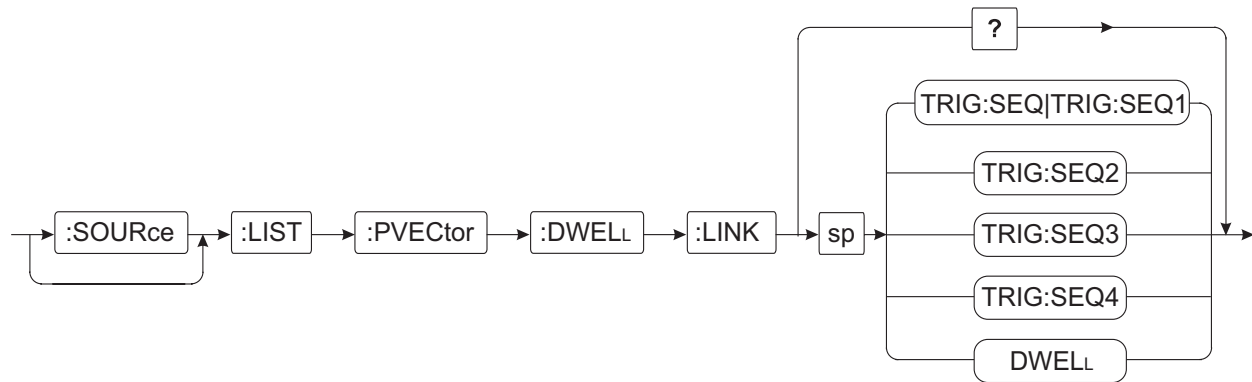 ?
TRIG:SEQ|TRIG:SEQ1
TRIG:SEQ2
:SOURce :LIST :PVECtor :DWELL :LINK sp TRIG:SEQ3
TRIG:SEQ4
DWELL